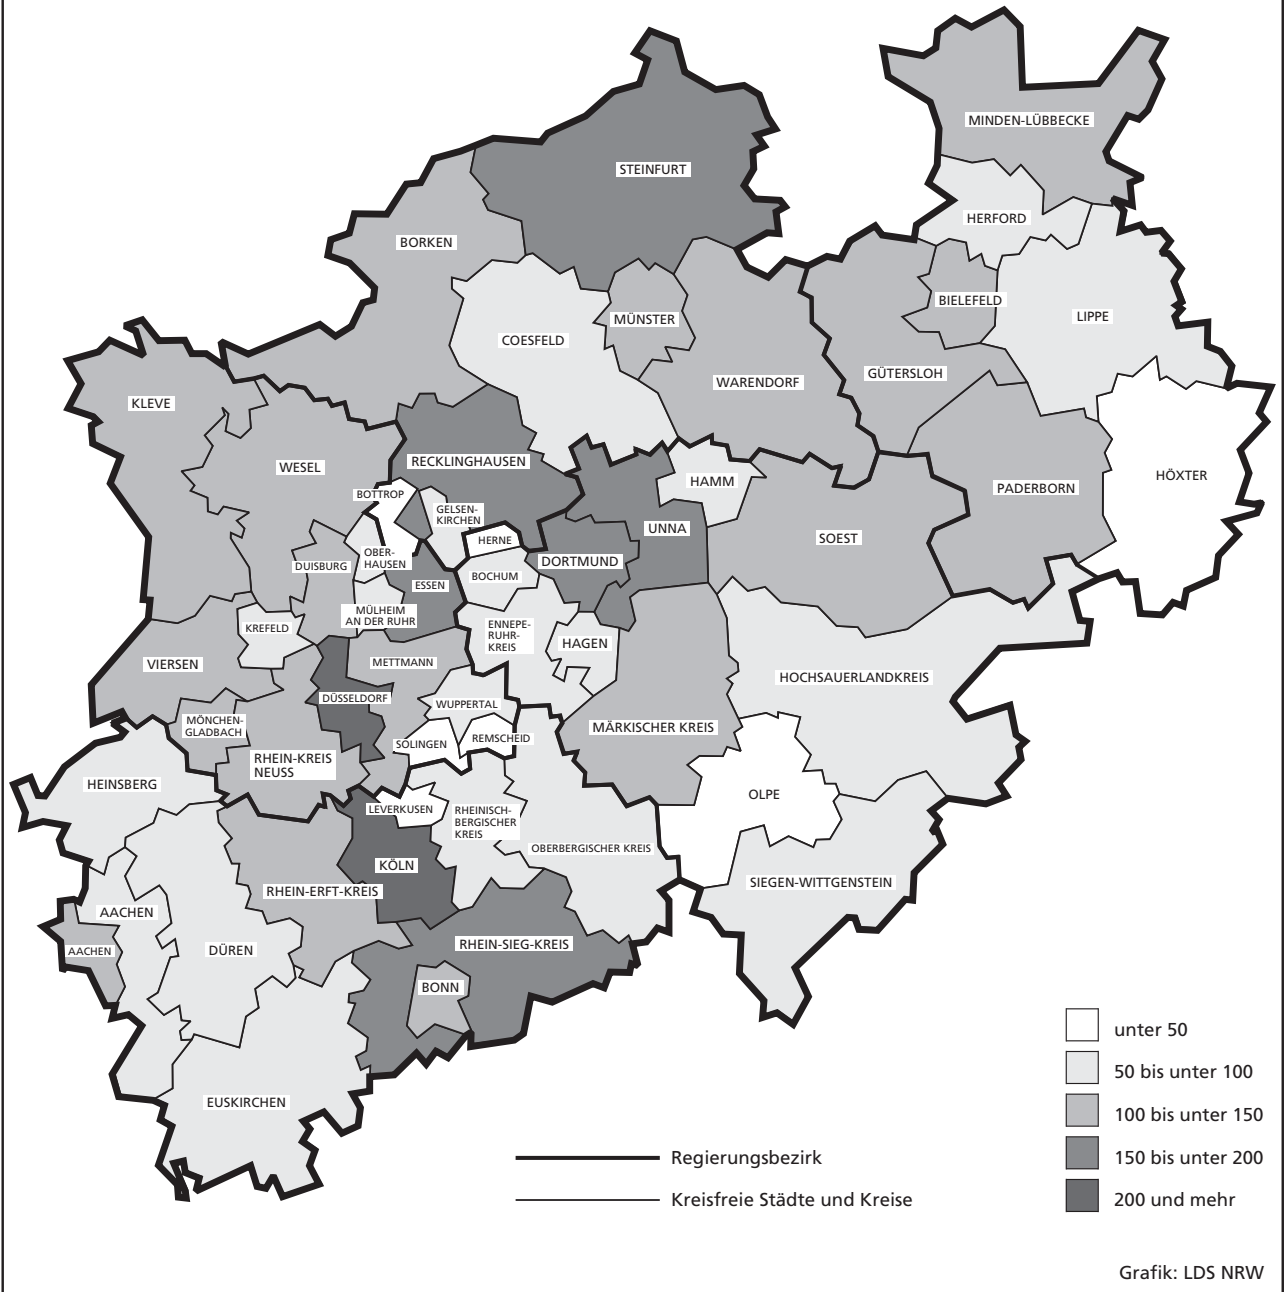 MINDEN-LÜBBECKE
STEINFURT
HERFORD
BORKEN
BIELEFELD
LIPPE
MÜNSTER
COESFELD
GÜTERSLOH
WARENDORF
KLEVE
RECKLINGHAUSEN
WESEL
HÖXTER
HAMM
PADERBORN
BOTTROP
GELSEN-
KIRCHEN
UNNA
SOEST
HERNE
OBER-
HAUSEN
DORTMUND
DUISBURG
BOCHUM
ESSEN
MÜLHEIM
AN DER RUHR
KREFELD
ENNEPE-
RUHR-
KREIS
HAGEN
VIERSEN
METTMANN
HOCHSAUERLANDKREIS
DÜSSELDORF
WUPPERTAL
MÖNCHEN-
GLADBACH
MÄRKISCHER KREIS
SOLINGEN
REMSCHEID
RHEIN-KREIS
NEUSS
HEINSBERG
OLPE
LEVERKUSEN
RHEINISCH-
BERGISCHER
KREIS
OBERBERGISCHER KREIS
KÖLN
SIEGEN-WITTGENSTEIN
RHEIN-ERFT-KREIS
AACHEN
RHEIN-SIEG-KREIS
AACHEN
DÜREN
BONN
EUSKIRCHEN
unter 50
50 bis unter 100
100 bis unter 150
150 bis unter 200
200 und mehr
Regierungsbezirk
Kreisfreie Städte und Kreise
Grafik: LDS NRW